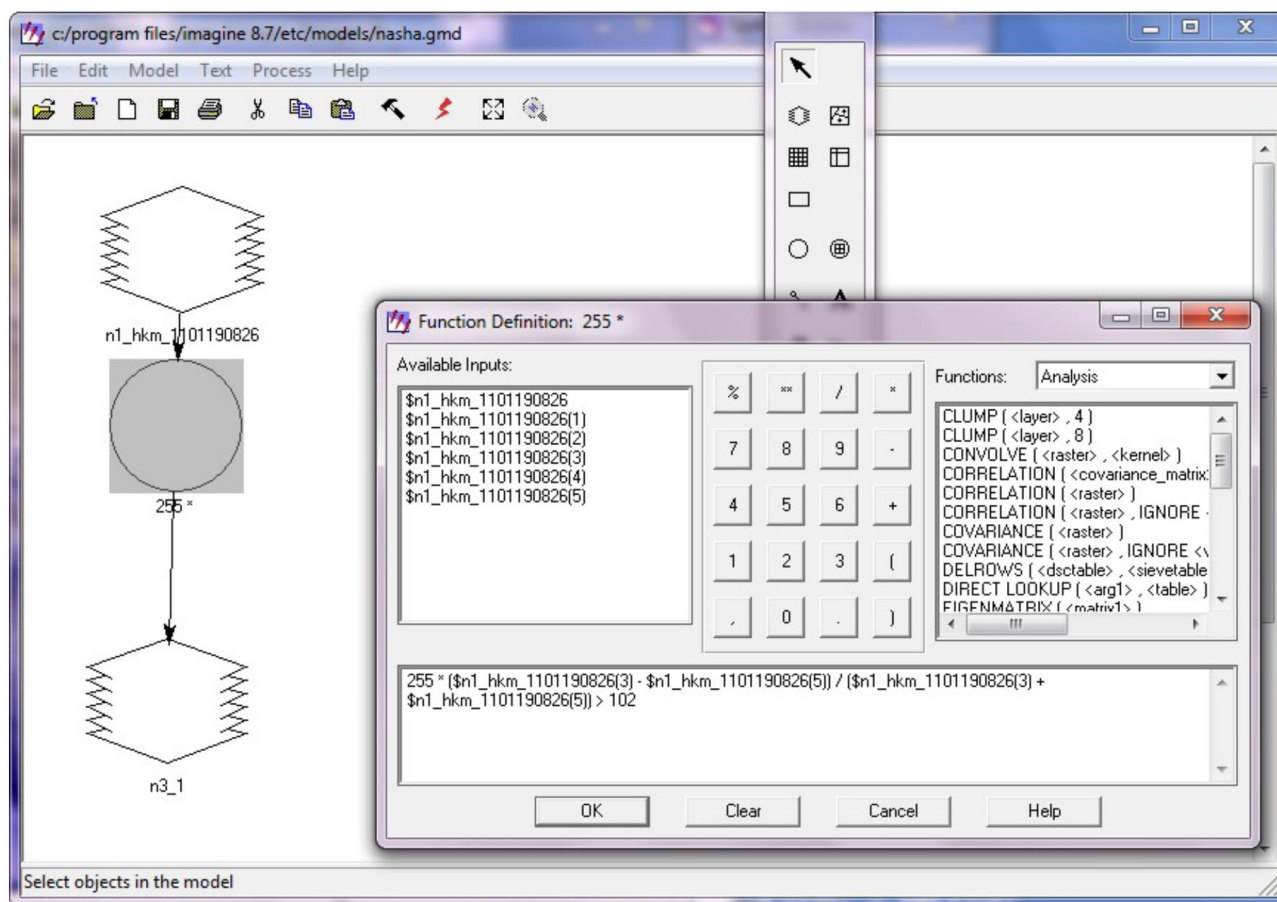 c:/program files/imagine 8.7/etc/models/nasha.gmd
File Edit Model Text Process Help
n1_hkm_1101190826
255 *
n3_1
Function Definition: 255 *
Available Inputs:
$n1_hkm_1101190826
$n1_hkm_1101190826(1)
$n1_hkm_1101190826(2)
$n1_hkm_1101190826(3)
$n1_hkm_1101190826(4)
$n1_hkm_1101190826(5)
% ** / *
7 8 9 -
4 5 6 +
1 2 3 (
, 0 . )
Functions: Analysis
CLUMP ( <layer> , 4 )
CLUMP ( <layer> , 8 )
CONVOLVE ( <raster> , <kernel> )
CORRELATION ( <covariance_matrix
CORRELATION ( <raster> )
CORRELATION ( <raster> , IGNORE
COVARIANCE ( <raster> )
COVARIANCE ( <raster> , IGNORE <v
DELROWS ( <dsctable> , <sievetable
DIRECT LOOKUP ( <arg1> , <table> )
EIGENMATRIX ( <matrix1> )
255 * ($n1_hkm_1101190826(3) - $n1_hkm_1101190826(5)) / ($n1_hkm_1101190826(3) +
$n1_hkm_1101190826(5)) > 102
OK Clear Cancel Help
Select objects in the model